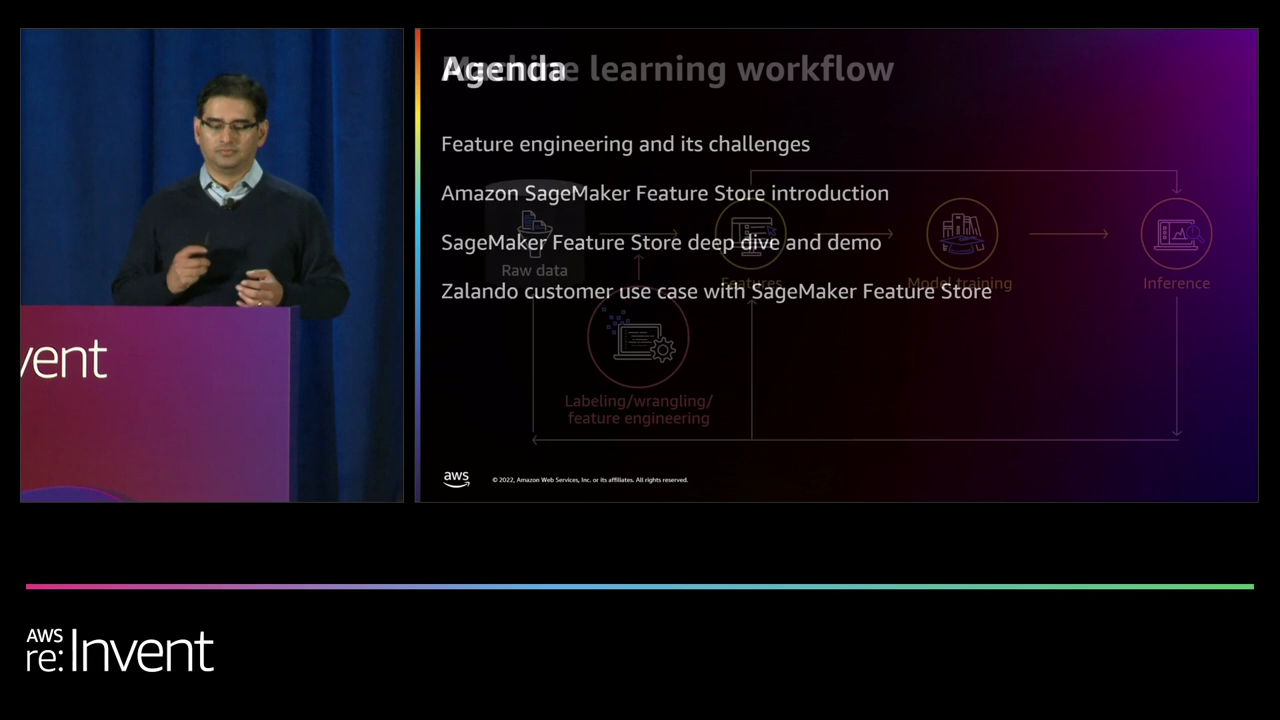 Agenda
Machine learning workflow
Feature engineering and its challenges
Amazon SageMaker Feature Store introduction
SageMaker Feature Store deep dive and demo
Zalando customer use case with SageMaker Feature Store
Raw data
Features
Model training
Inference
Labeling/wrangling/
feature engineering
aws
© 2022, Amazon Web Services, Inc. or its affiliates. All rights reserved.
vent
AWS
re:Invent